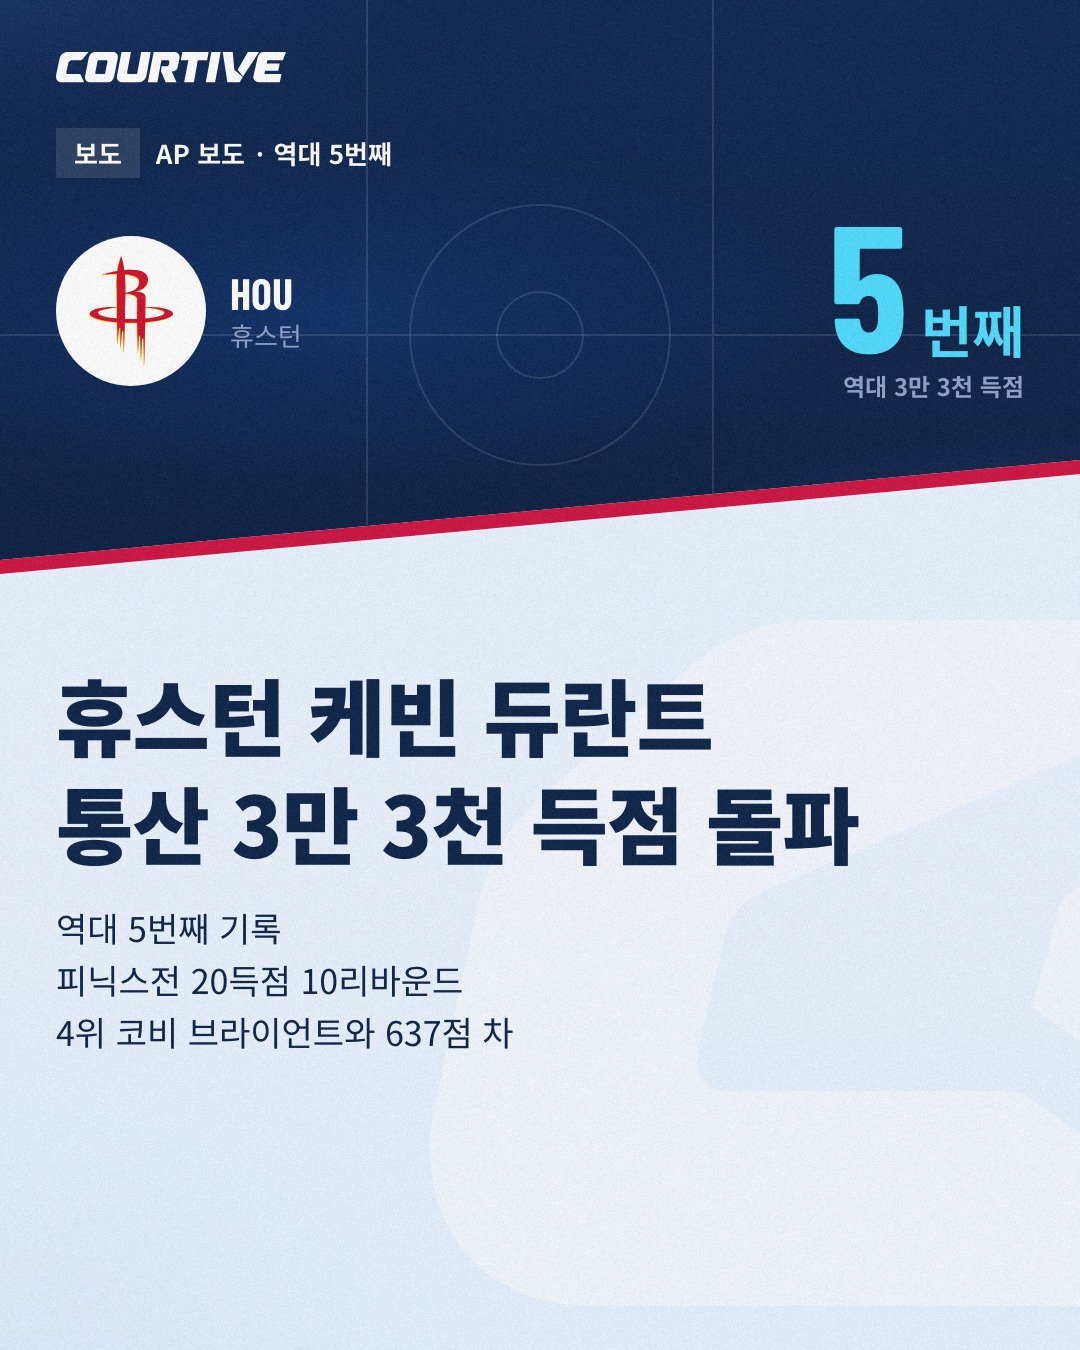 COURTIVE
보도 AP 보도 · 역대 5번째
HOU
휴스턴
5 번째
역대 3만 3천 득점
휴스턴 케빈 듀란트
통산 3만 3천 득점 돌파
역대 5번째 기록
피닉스전 20득점 10리바운드
4위 코비 브라이언트와 637점 차